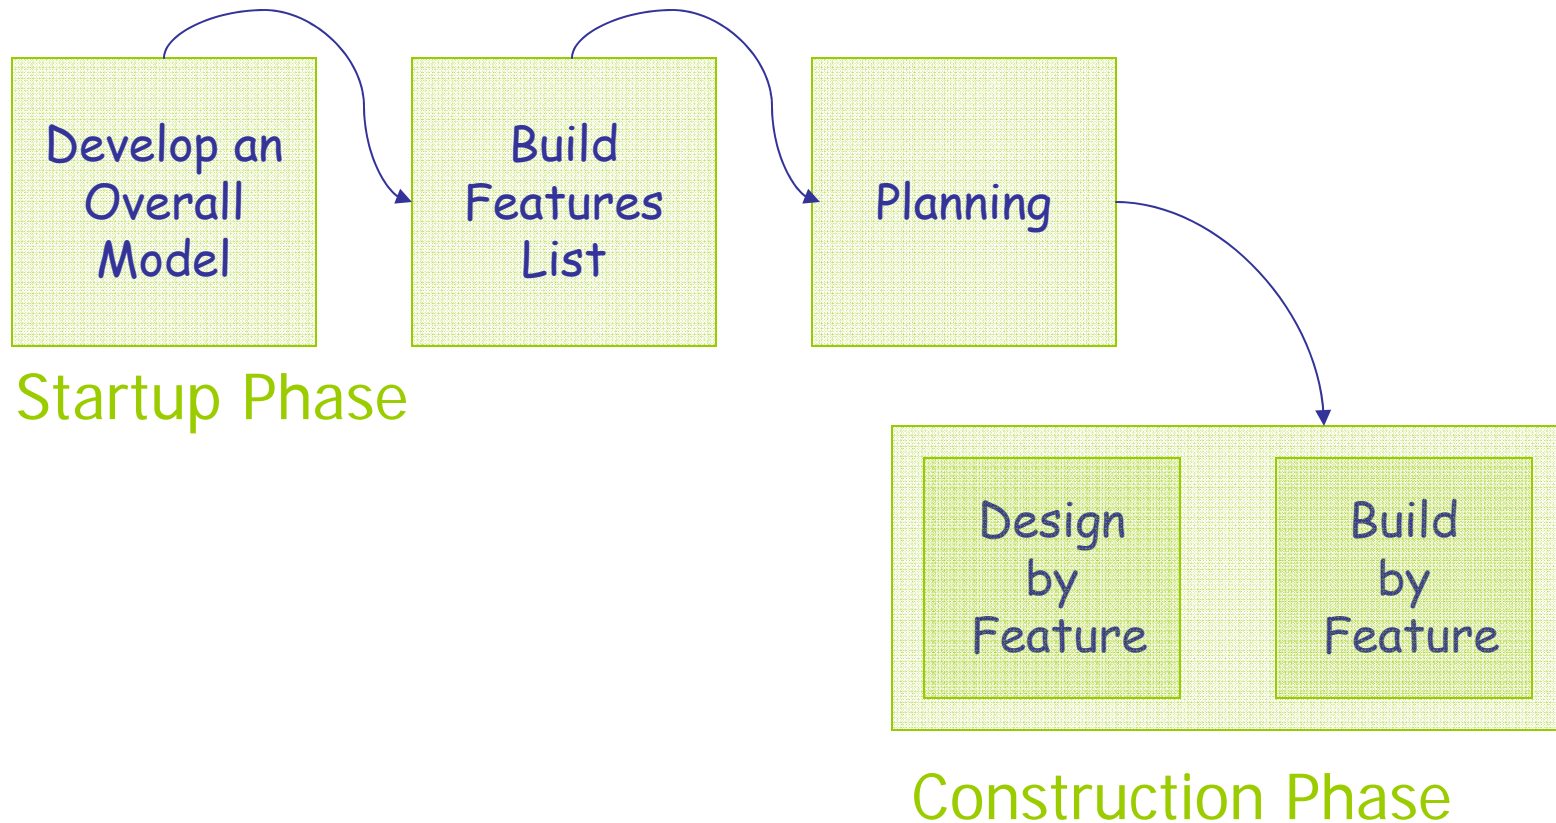 Develop an
Overall
Model
Build
Features
List
Planning
Startup Phase
Design
by
Feature
Build
by
Feature
Construction Phase